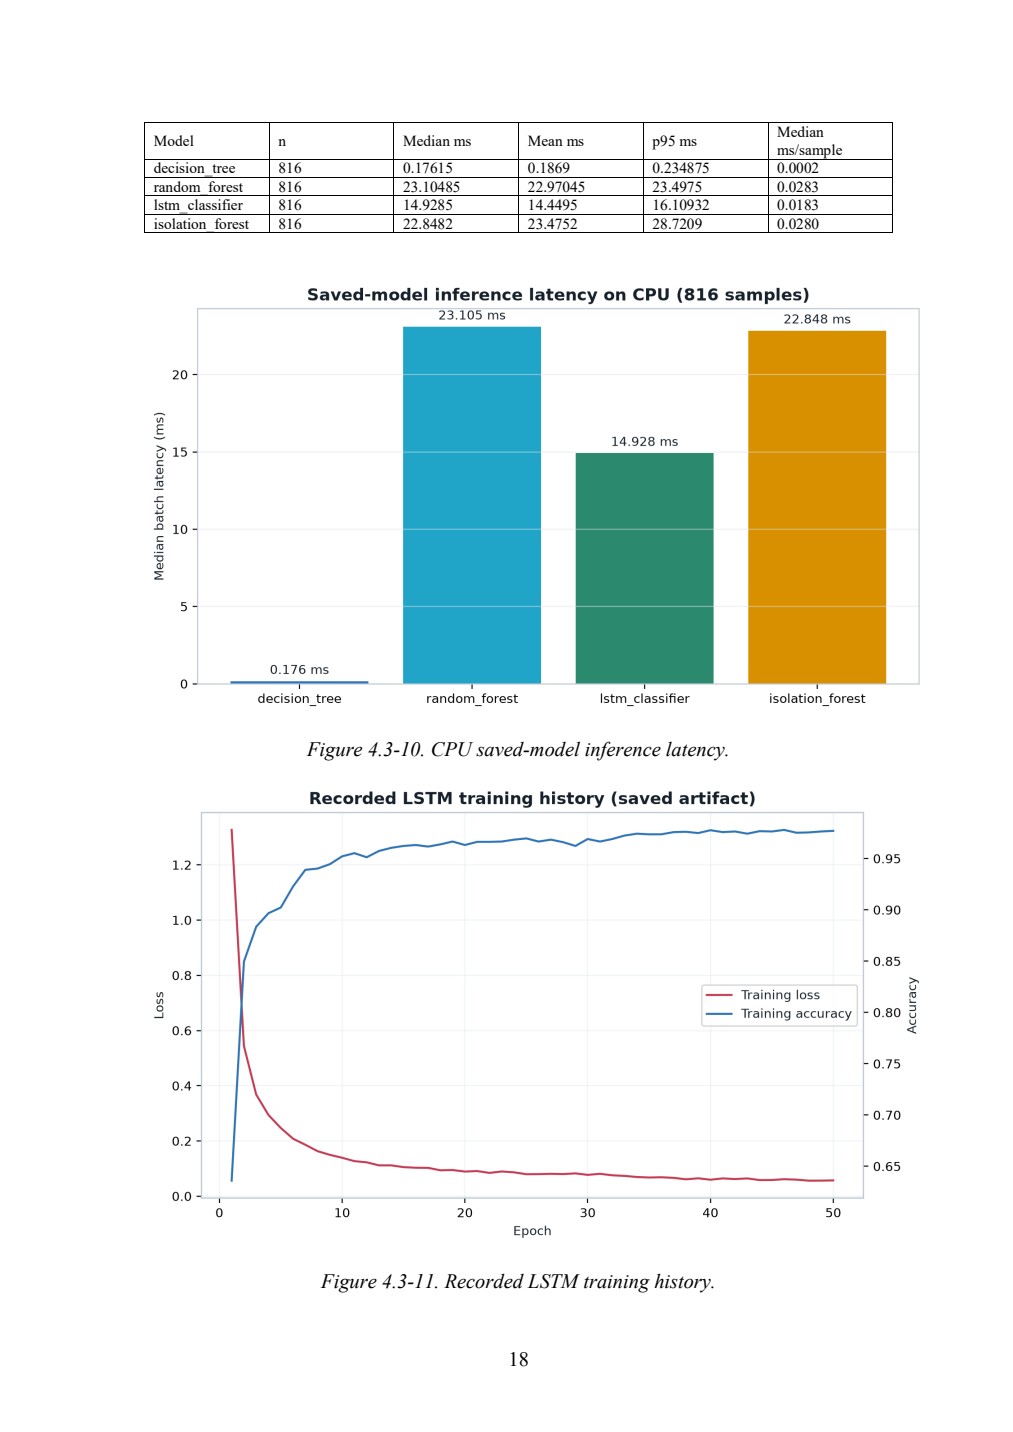 Model n Median ms Mean ms p95 ms Median ms/sample
decision_tree 816 0.17615 0.1869 0.234875 0.0002
random_forest 816 23.10485 22.97045 23.4975 0.0283
lstm_classifier 816 14.9285 14.4495 16.10932 0.0183
isolation_forest 816 22.8482 23.4752 28.7209 0.0280
Saved-model inference latency on CPU (816 samples)
Median batch latency (ms)
20
15
10
5
0
0.176 ms
23.105 ms
14.928 ms
22.848 ms
decision_tree random_forest lstm_classifier isolation_forest
Figure 4.3-10. CPU saved-model inference latency.
Recorded LSTM training history (saved artifact)
Loss
1.2
1.0
0.8
0.6
0.4
0.2
0.0
Training loss
Training accuracy
0.95
0.90
0.85
0.80
0.75
0.70
0.65
Accuracy
0 10 20 30 40 50
Epoch
Figure 4.3-11. Recorded LSTM training history.
18